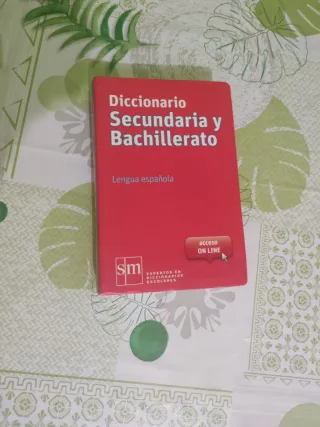 Diccionario
Secundaria y
Bachillerato
Lengua española
acceso
ON LINE
sm
EXPERTOS EN
DICCIONARIOS
ESCOLARES